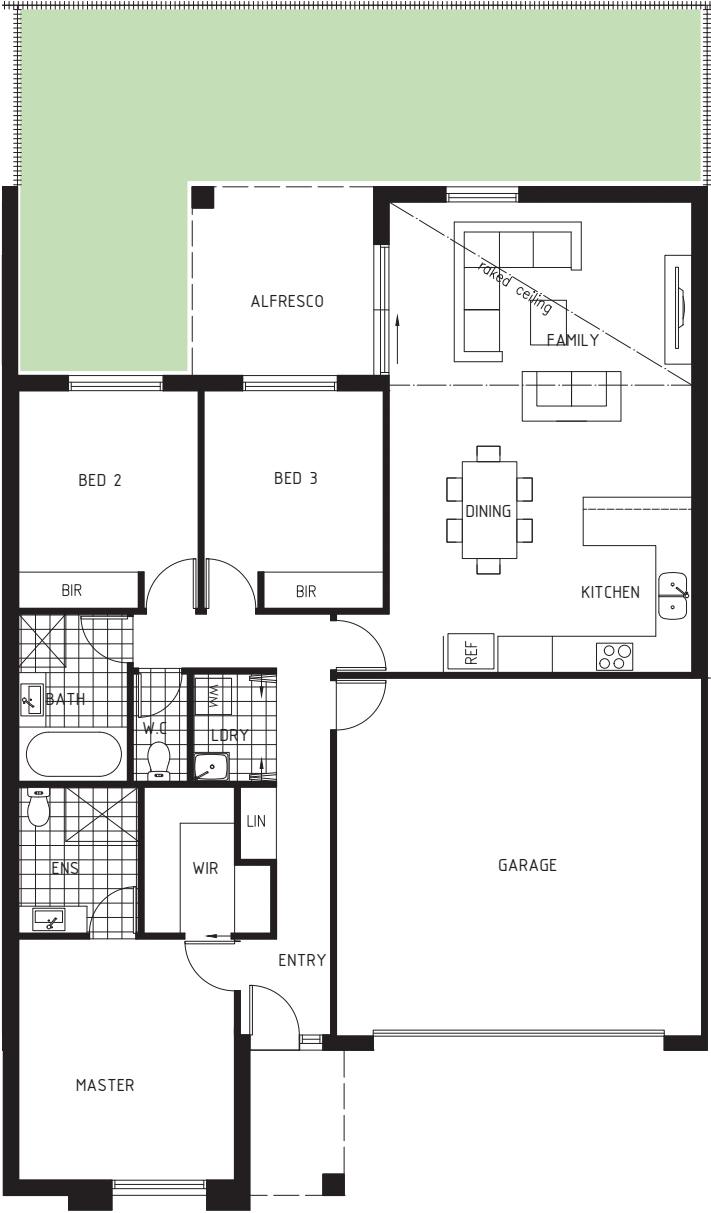 ALFRESCO
raked ceiling
FAMILY
BED 2
BED 3
DINING
BIR
BIR
KITCHEN
REF
BATH
W.C
WM
LDRY
LIN
ENS
WIR
GARAGE
ENTRY
MASTER